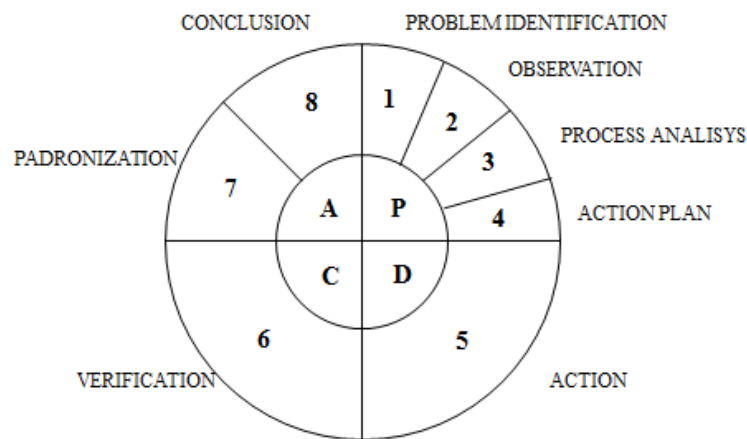 CONCLUSION
PROBLEM IDENTIFICATION
OBSERVATION
PROCESS ANALISYS
PADRONIZATION
ACTION PLAN
VERIFICATION
ACTION
8
1
2
3
7
4
A
P
C
D
6
5